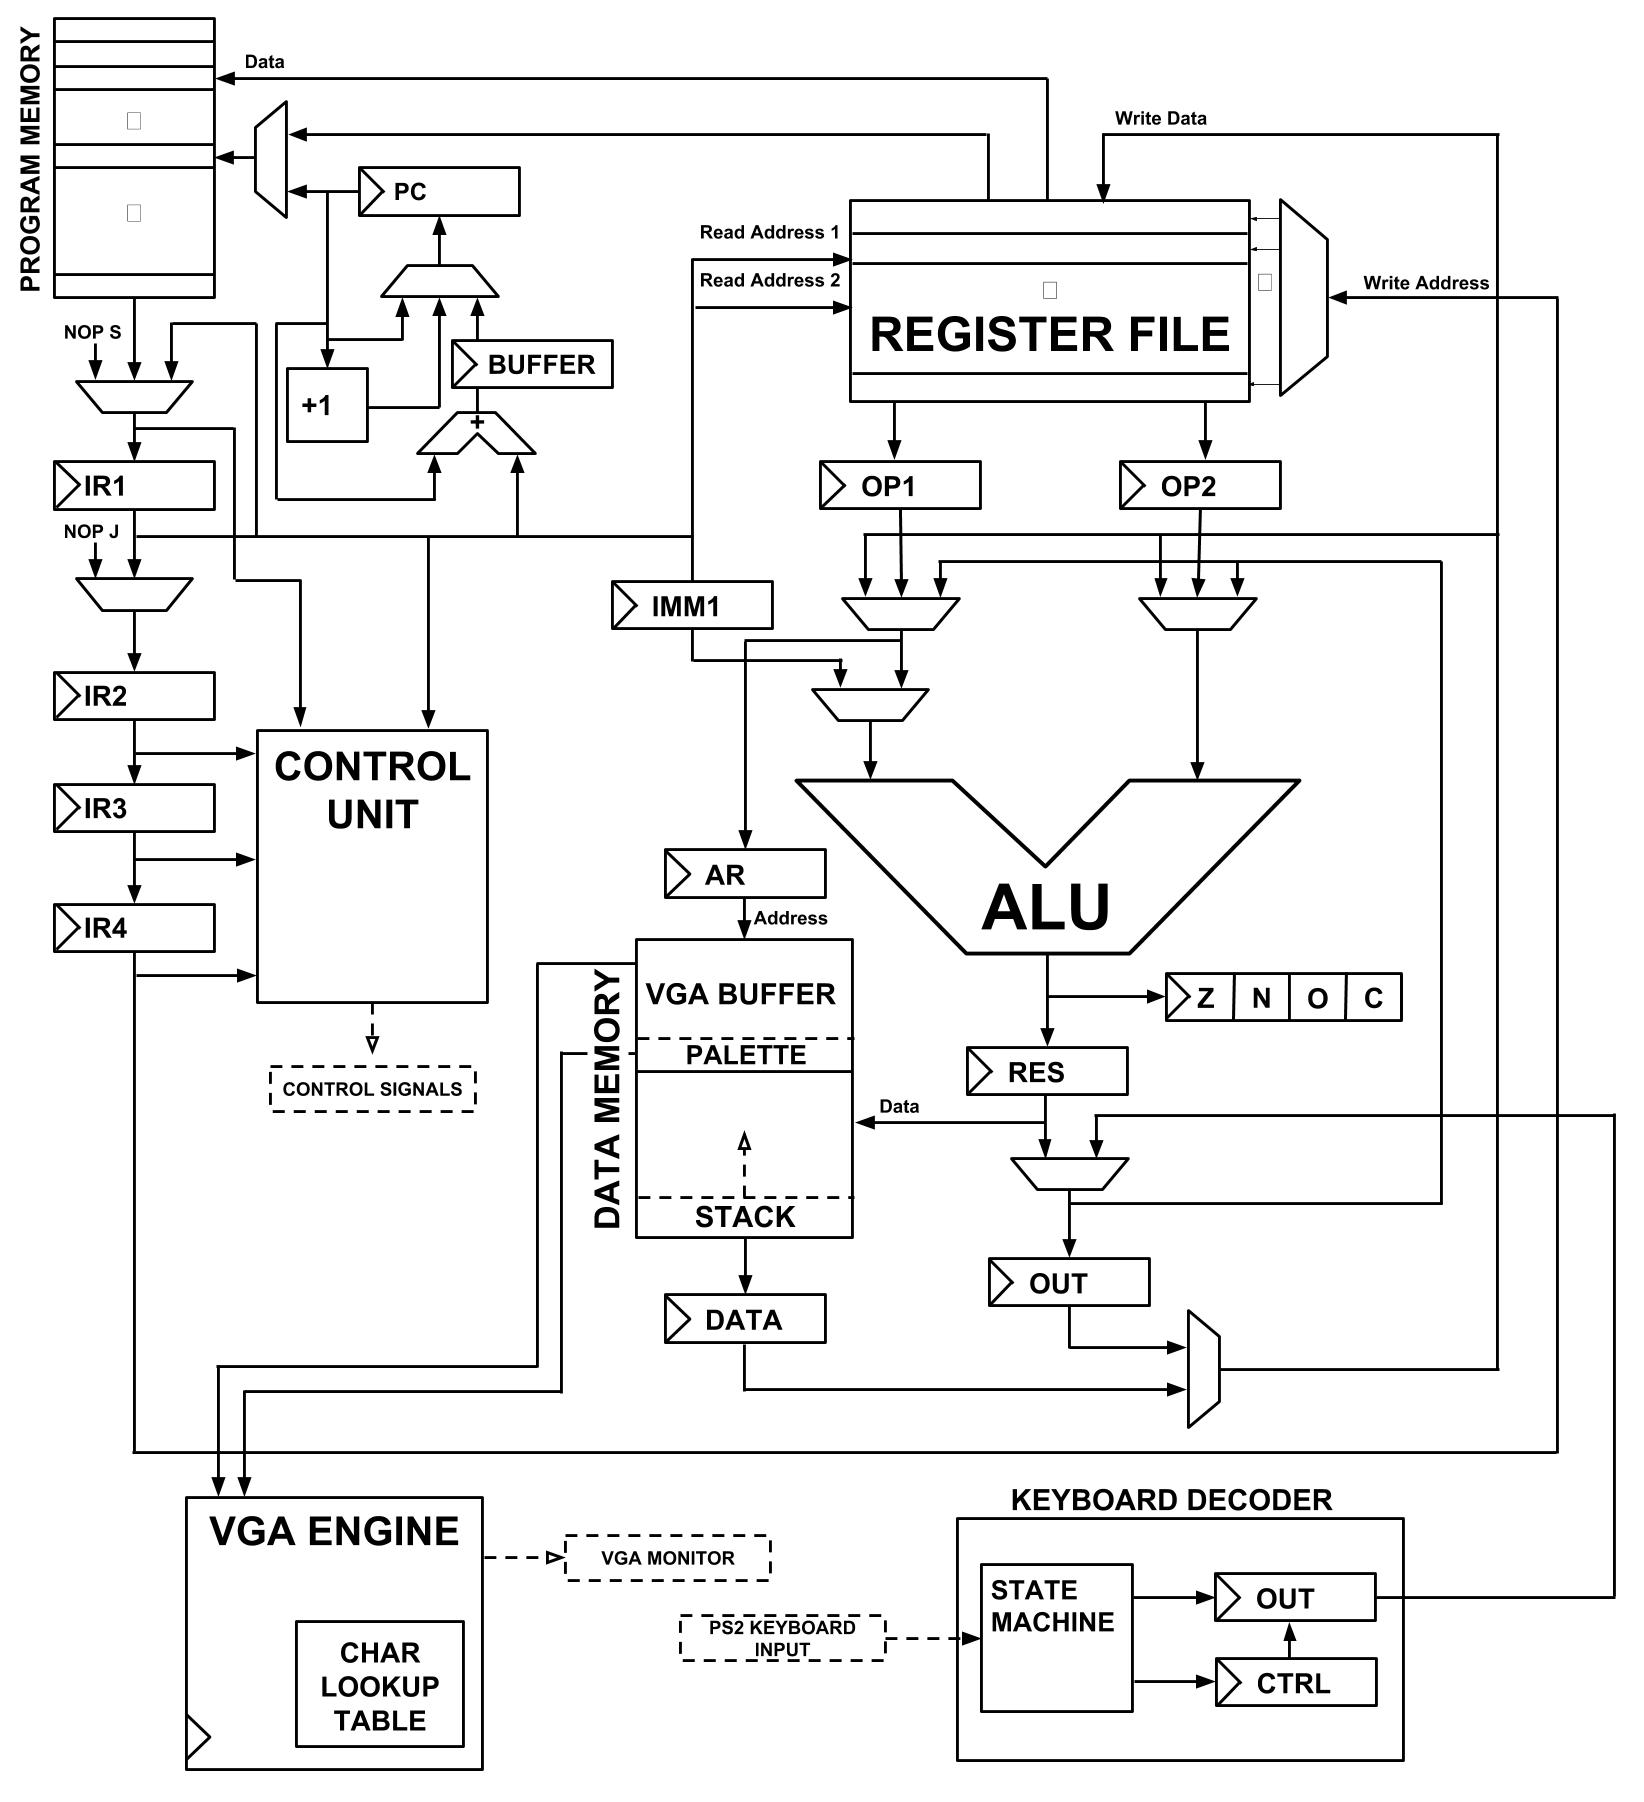 PROGRAM MEMORY
Data
Write Data
PC
Read Address 1
Read Address 2
Write Address
NOP S
REGISTER FILE
BUFFER
+1
+
IR1
OP1
OP2
NOP J
IMM1
IR2
CONTROL
UNIT
IR3
AR
ALU
IR4
Address
VGA BUFFER
Z N O C
DATA MEMORY
PALETTE
RES
CONTROL SIGNALS
Data
STACK
OUT
DATA
KEYBOARD DECODER
VGA ENGINE
VGA MONITOR
STATE
MACHINE
OUT
PS2 KEYBOARD
INPUT
CHAR
LOOKUP
TABLE
CTRL